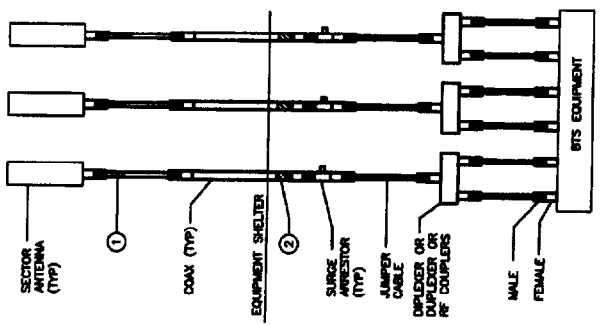 SECTOR
ANTENNA
(TYP)
1
COAX (TYP)
EQUIPMENT SHELTER
2
SURGE
ARRESTOR
(TYP)
JUMPER
CABLE
DIPLEXER OR
DUPLEXER OR
RF COUPLERS
MALE
FEMALE
BTS EQUIPMENT